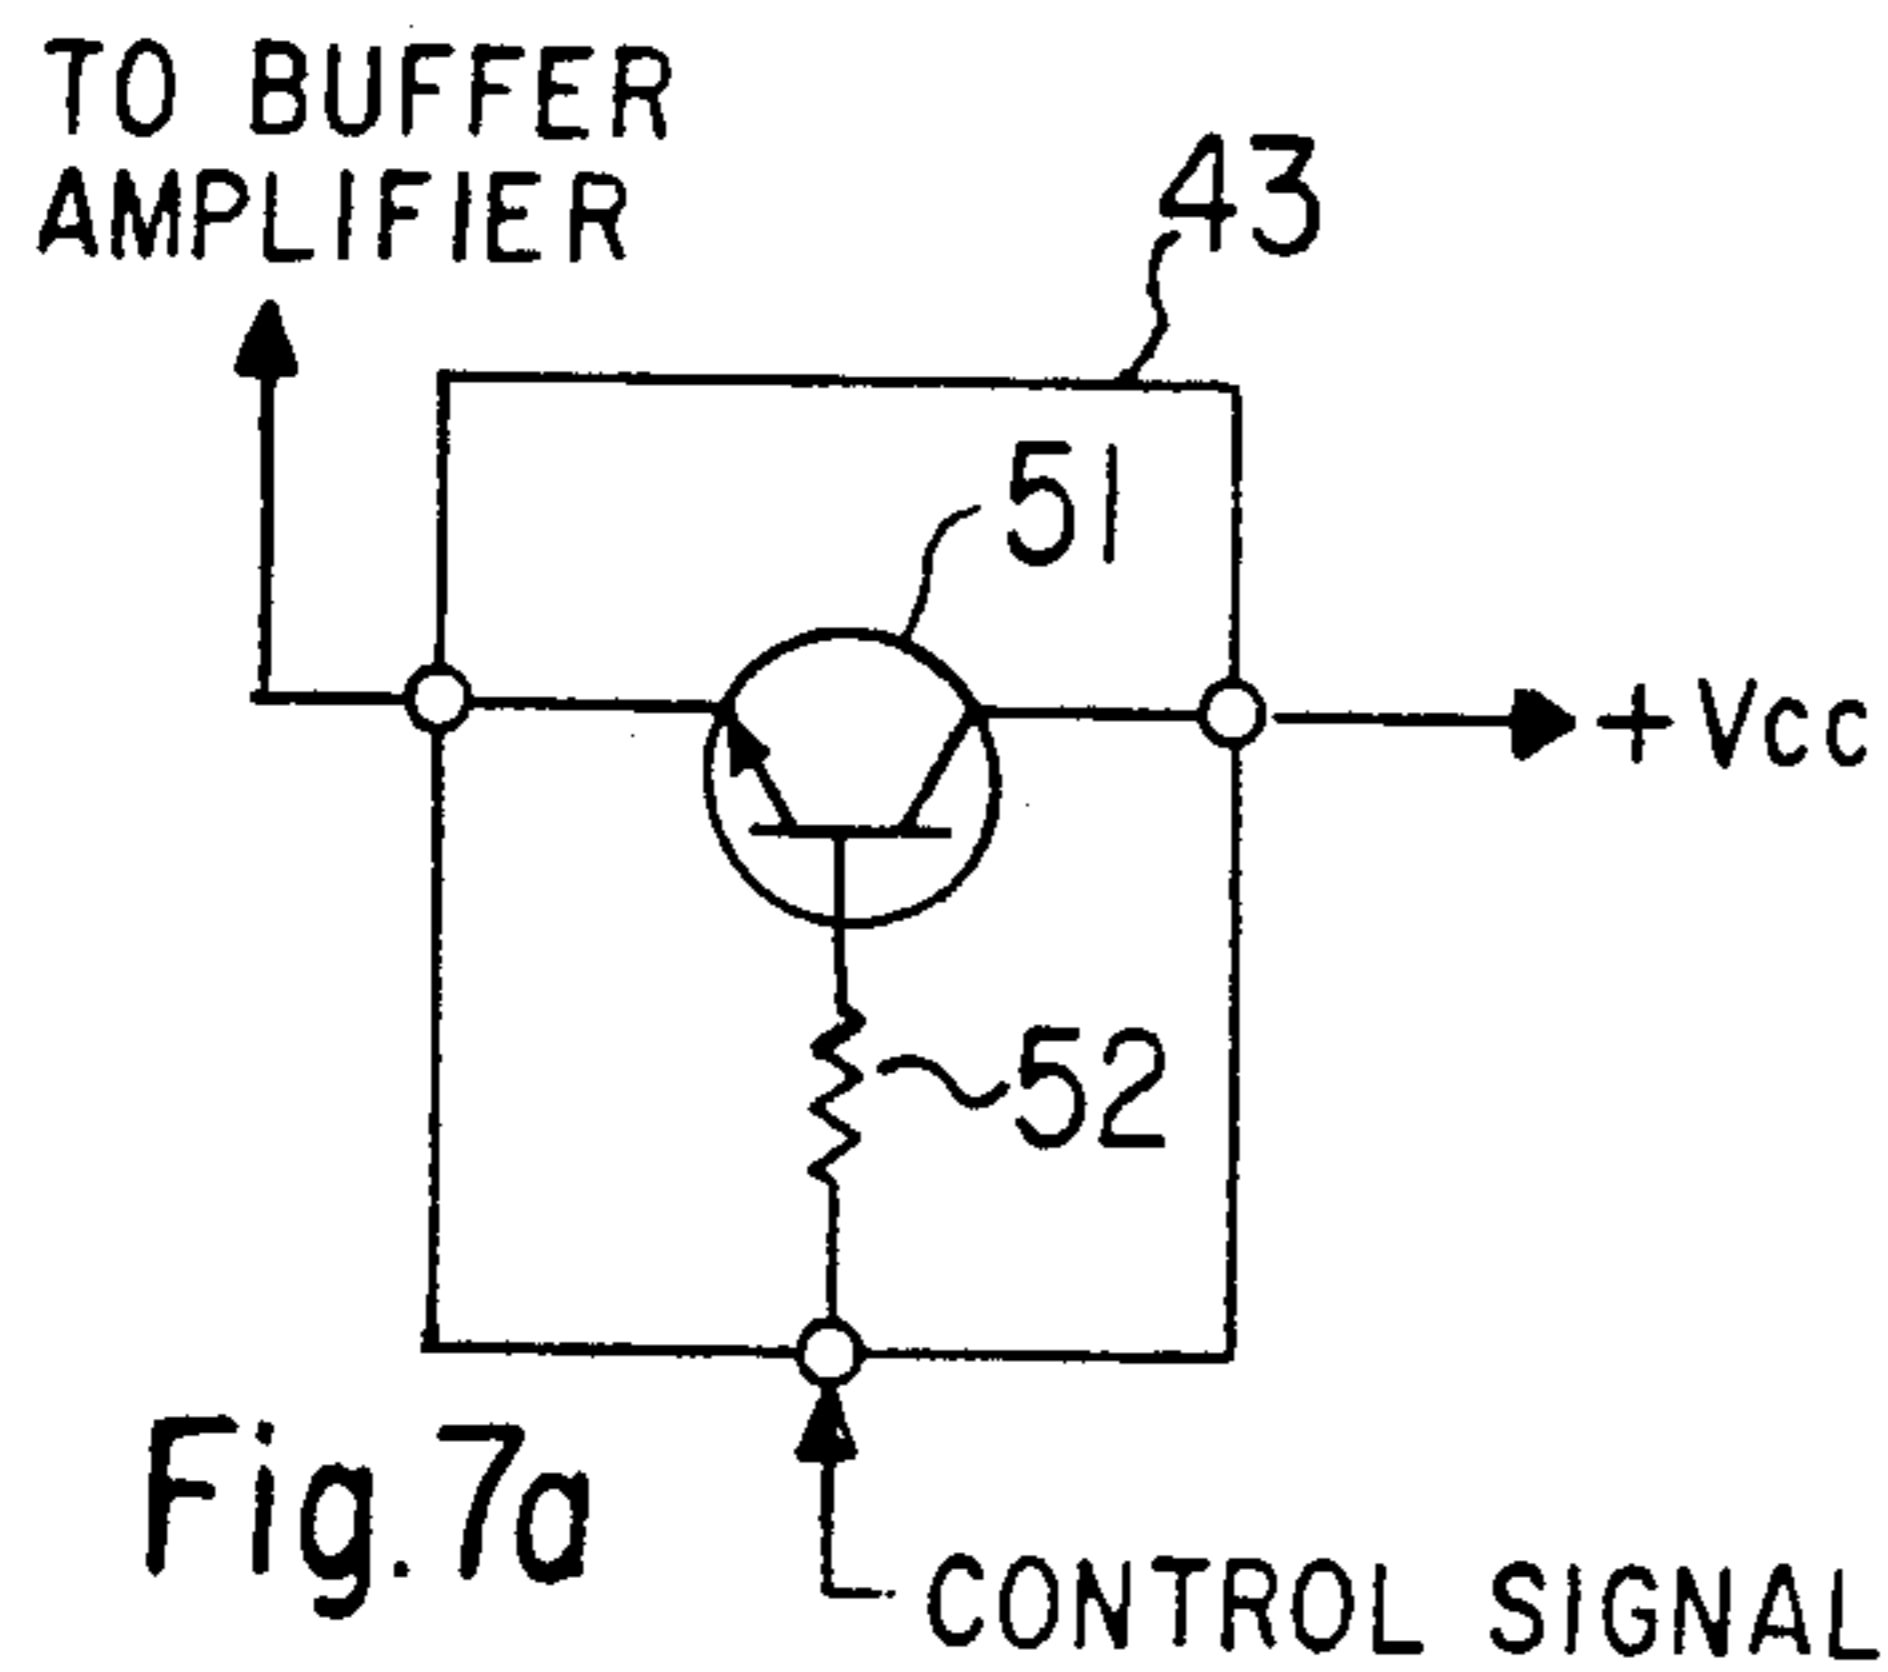 TO BUFFER
AMPLIFIER
43
51
+Vcc
52
Fig.7a
CONTROL SIGNAL